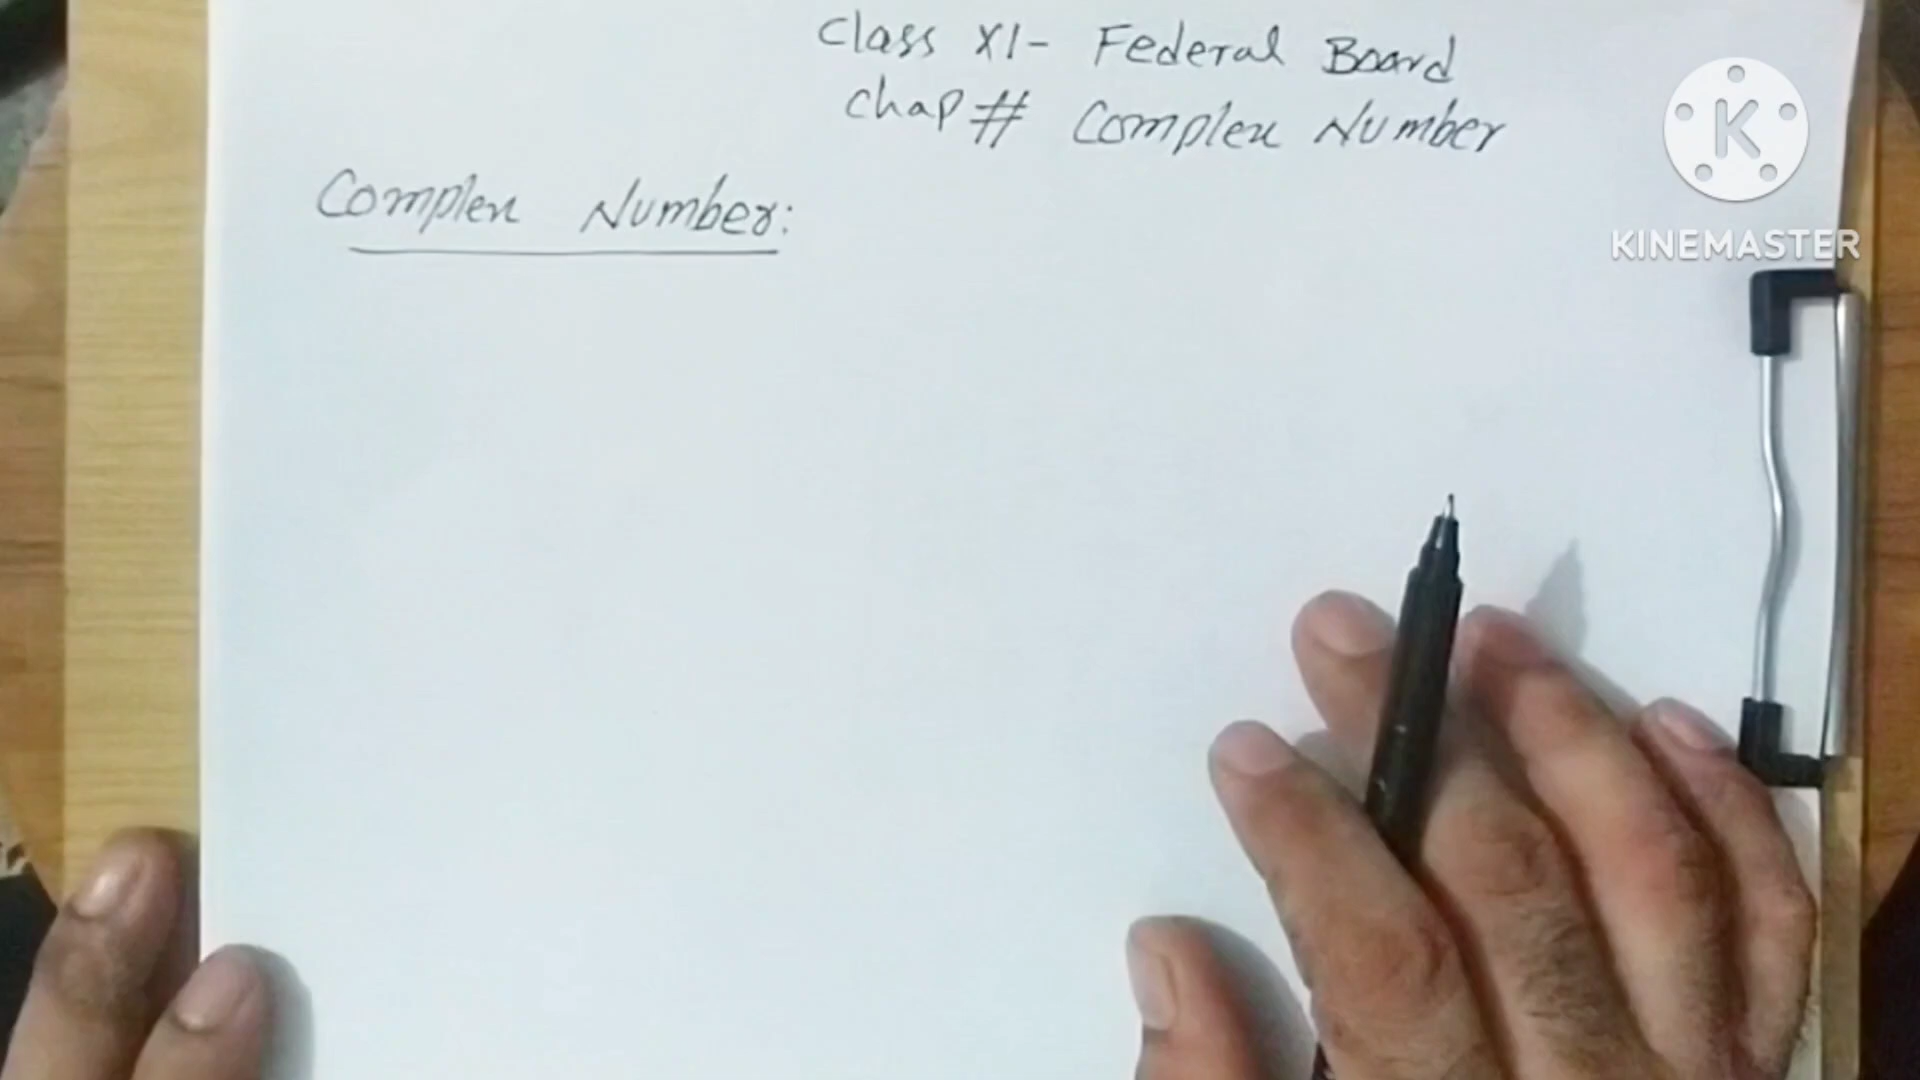 Class XI- Federal Board
Chap # Complex Number
Complex Number:
K
KINEMASTER